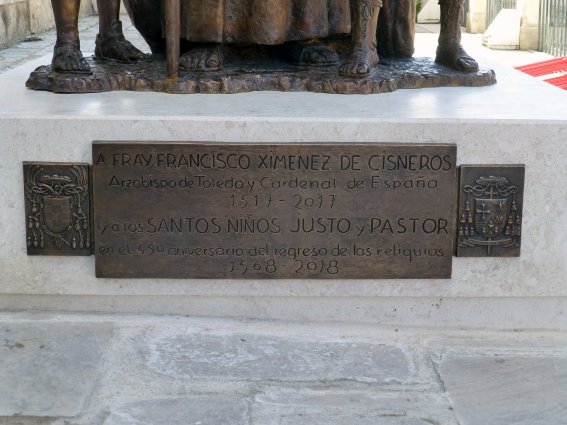 A FRAY FRANCISCO XIMENEZ DE CISNEROS
Arzobispo de Toledo y Cardenal de España
1517-2017
y a los SANTOS NIÑOS JUSTO y PASTOR
en el 450 aniversario del regreso de las reliquias
1568-2018